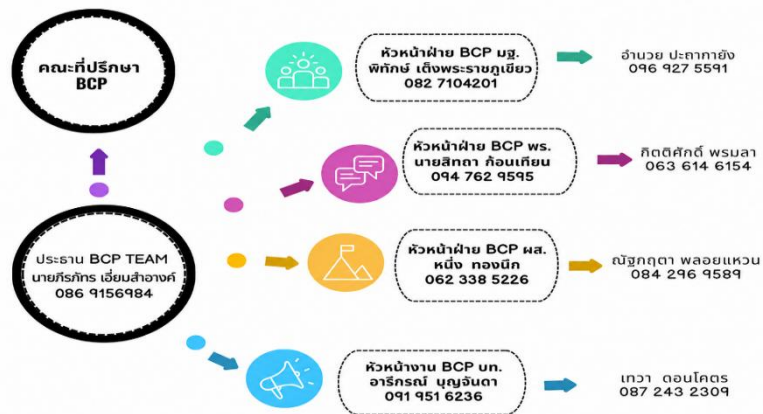 คณะที่ปรึกษา
BCP
ประธาน BCP TEAM
นายภีรภัทร เอี่ยมสำอางค์
086 9156984
หัวหน้าฝ่าย BCP มฐ.
พิทักษ์ เต็งพระราชภูเขียว
082 7104201
อำนวย ปะถากายัง
096 927 5591
หัวหน้าฝ่าย BCP พร.
นายสิทถา ก้อนเทียน
094 762 9595
กิตติศักดิ์ พรมลา
063 614 6154
หัวหน้าฝ่าย BCP ผส.
หนึ่ง ทองนึก
062 338 5226
ณัฐกฤตา พลอยแหวน
084 296 9589
หัวหน้างาน BCP บท.
อารีภรณ์ บุญจันดา
091 951 6236
เทวา ดอนโคตร
087 243 2309